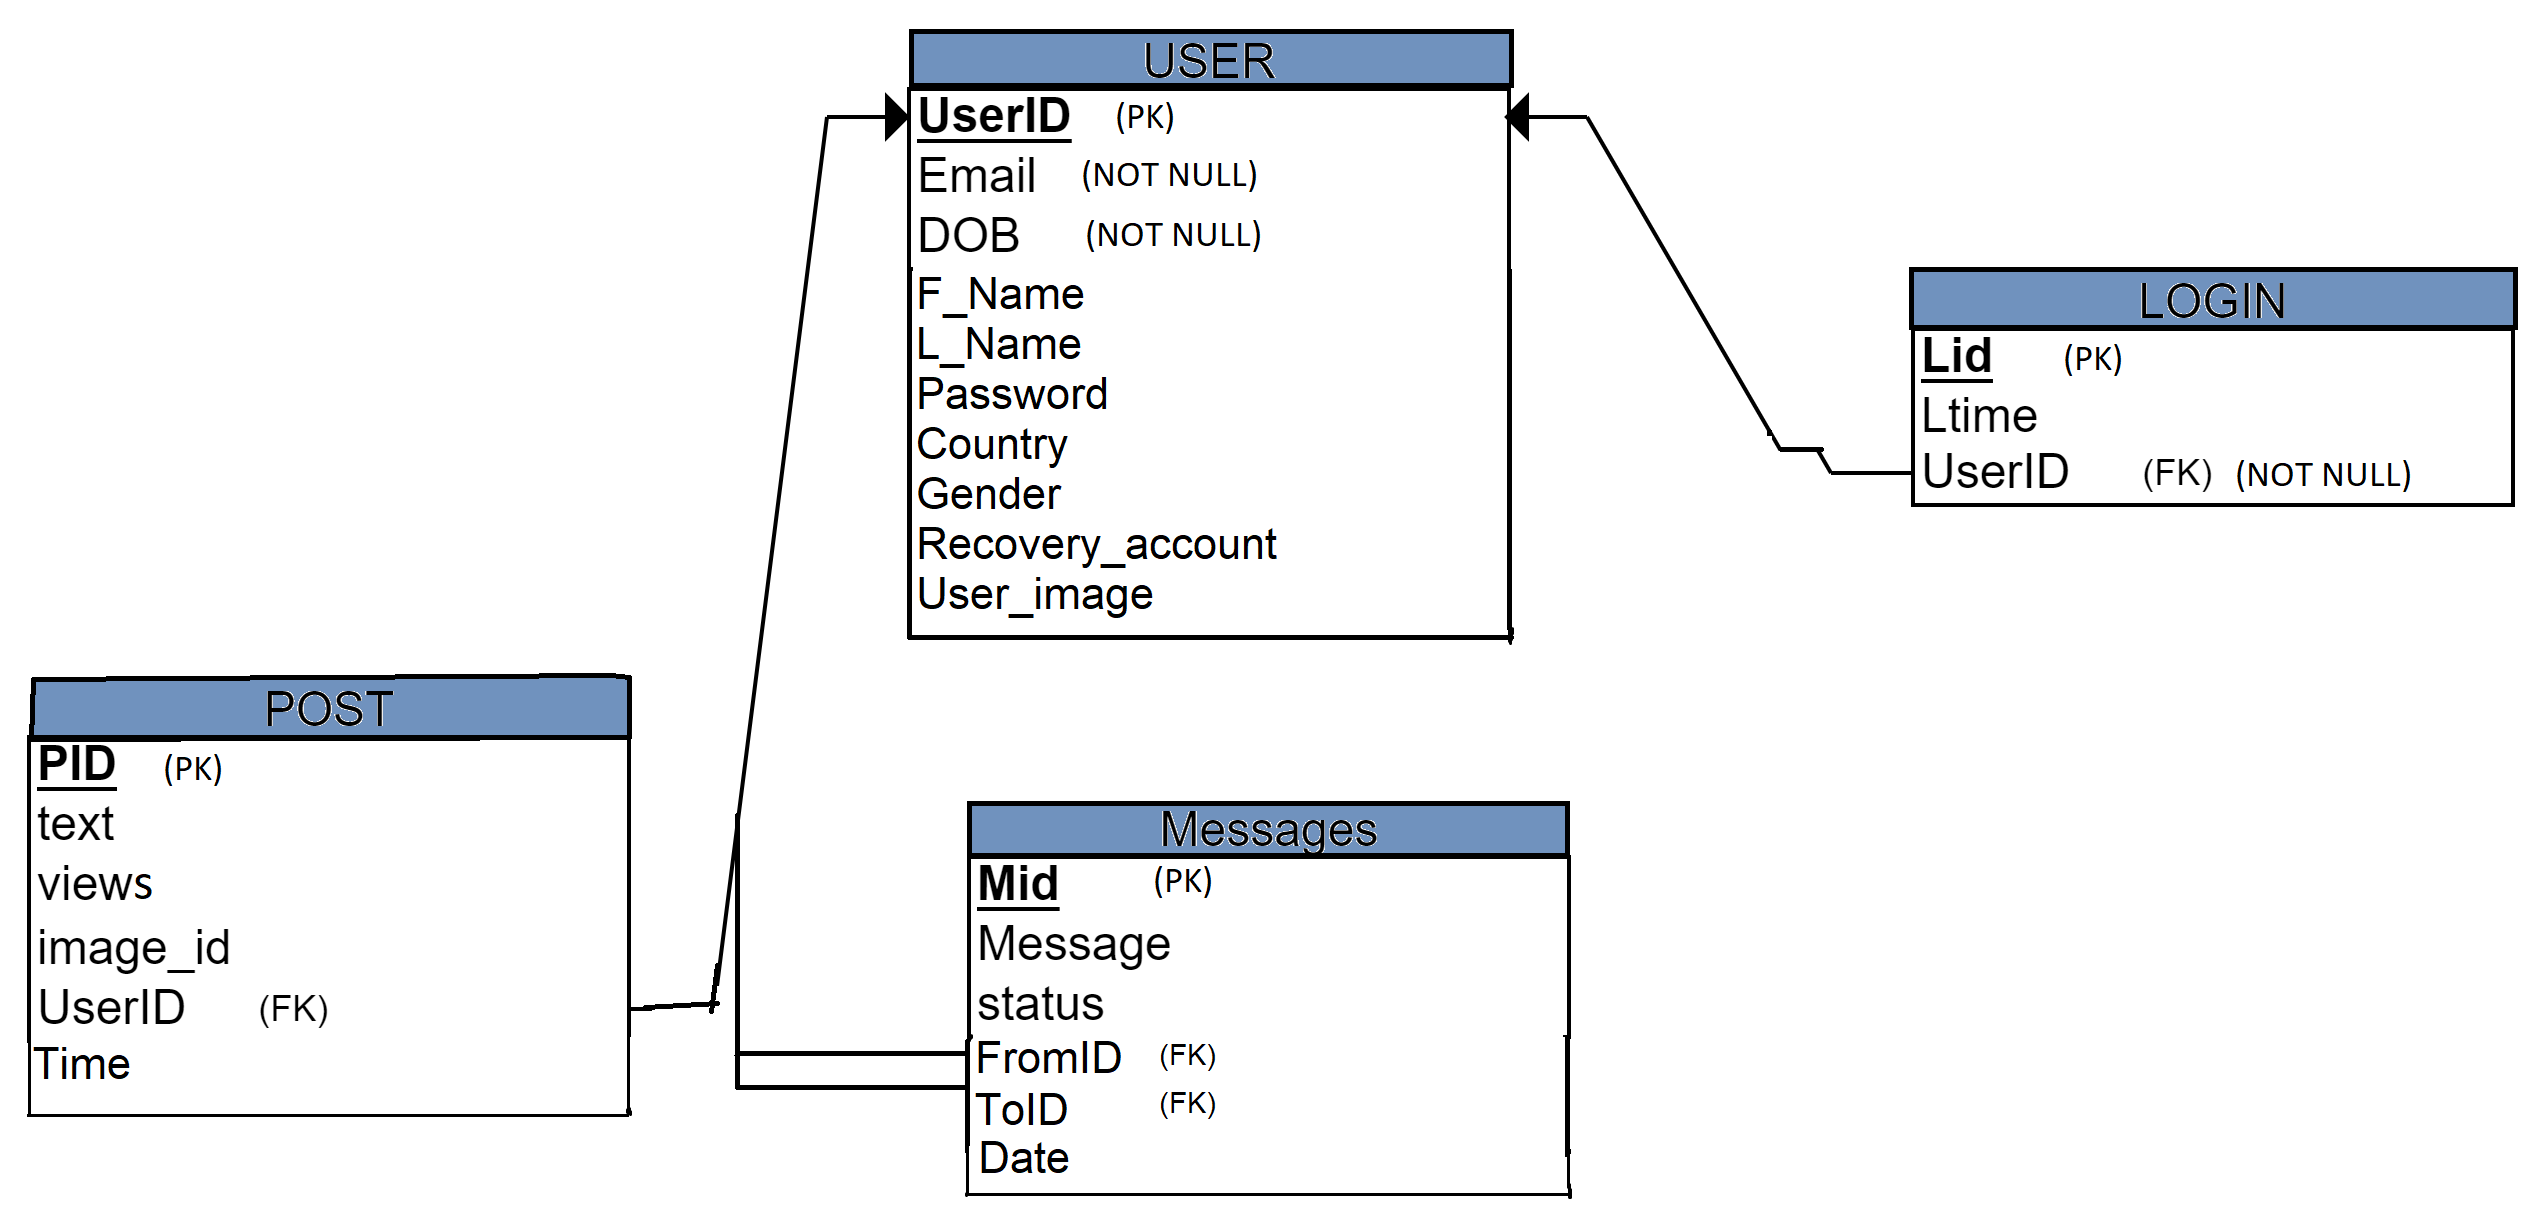 USER
UserID (PK)
Email (NOT NULL)
DOB (NOT NULL)
F_Name
L_Name
Password
Country
Gender
Recovery_account
User_image
LOGIN
Lid (PK)
Ltime
UserID (FK) (NOT NULL)
POST
PID (PK)
text
views
image_id
UserID (FK)
Time
Messages
Mid (PK)
Message
status
FromID (FK)
ToID (FK)
Date